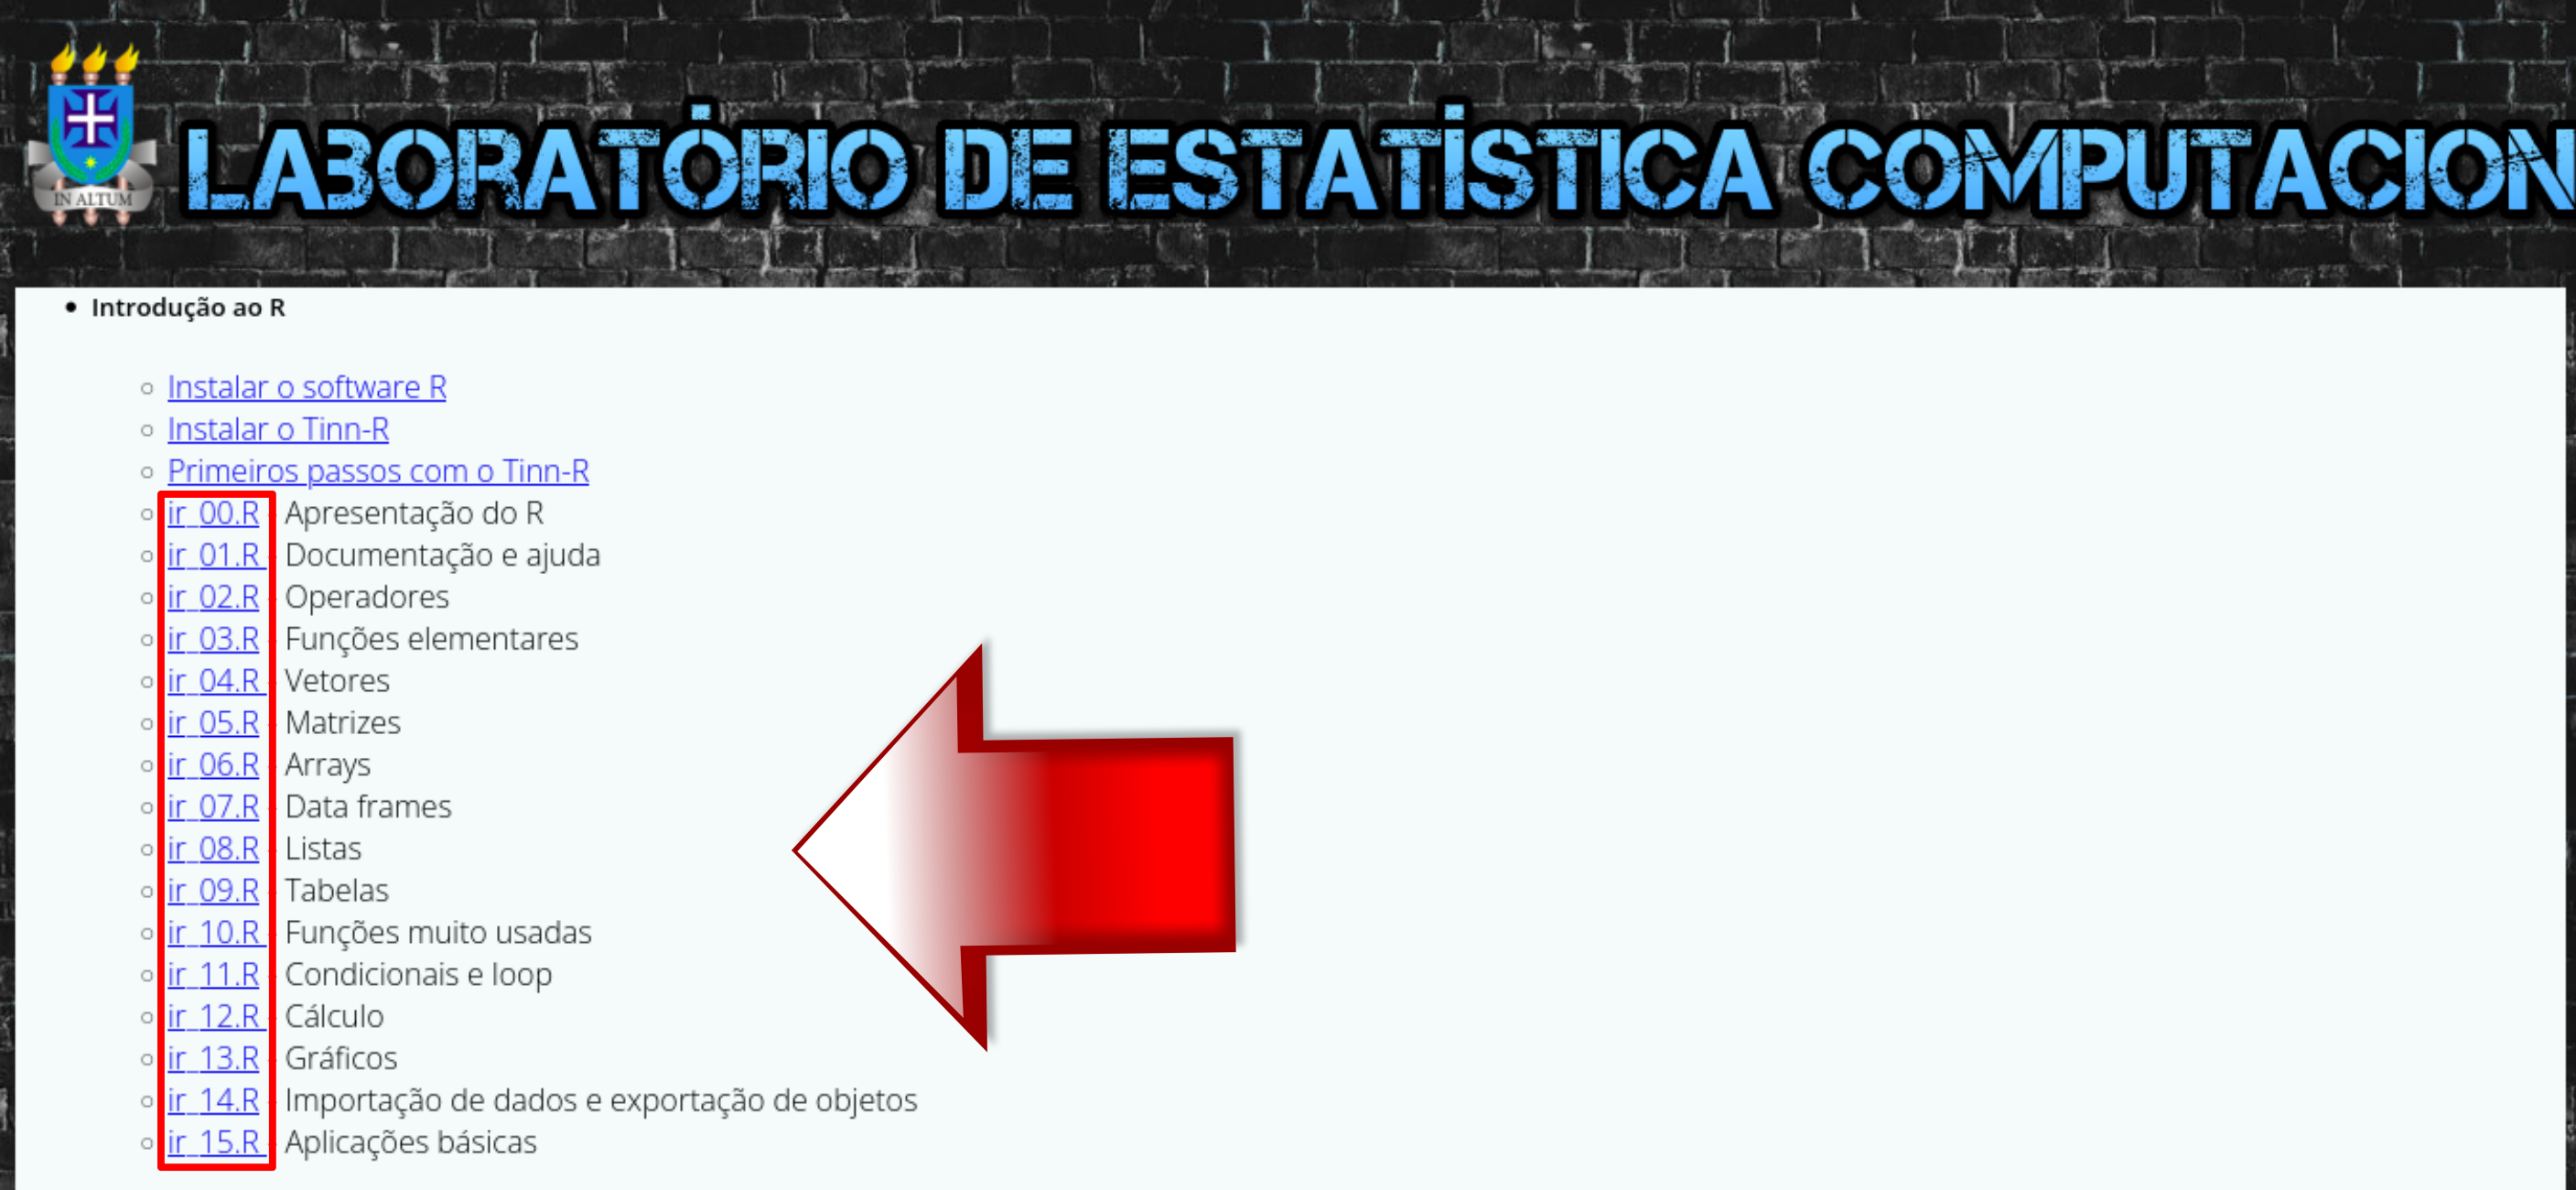 IN ALTUM
LABORATÓRIO DE ESTATÍSTICA COMPUTACION
Introdução ao R
Instalar o software R
Instalar o Tinn-R
Primeiros passos com o Tinn-R
ir_00.R Apresentação do R
ir_01.R Documentação e ajuda
ir_02.R Operadores
ir_03.R Funções elementares
ir_04.R Vetores
ir_05.R Matrizes
ir_06.R Arrays
ir_07.R Data frames
ir_08.R Listas
ir_09.R Tabelas
ir_10.R Funções muito usadas
ir_11.R Condicionais e loop
ir_12.R Cálculo
ir_13.R Gráficos
ir_14.R Importação de dados e exportação de objetos
ir_15.R Aplicações básicas